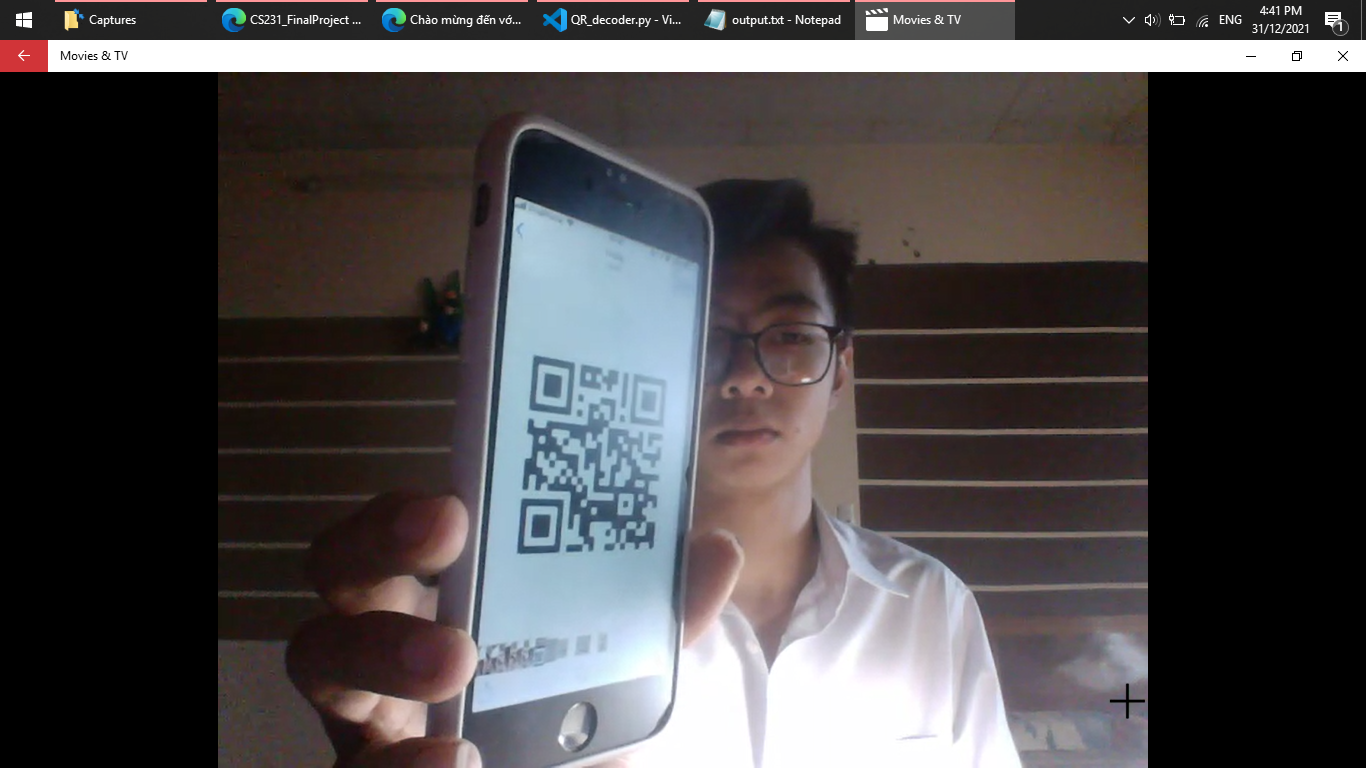 Captures
CS231_FinalProject ...
Chào mừng đến vớ...
QR_decoder.py - Vi...
output.txt - Notepad
Movies & TV
ENG
4:41 PM
31/12/2021
1
Movies & TV